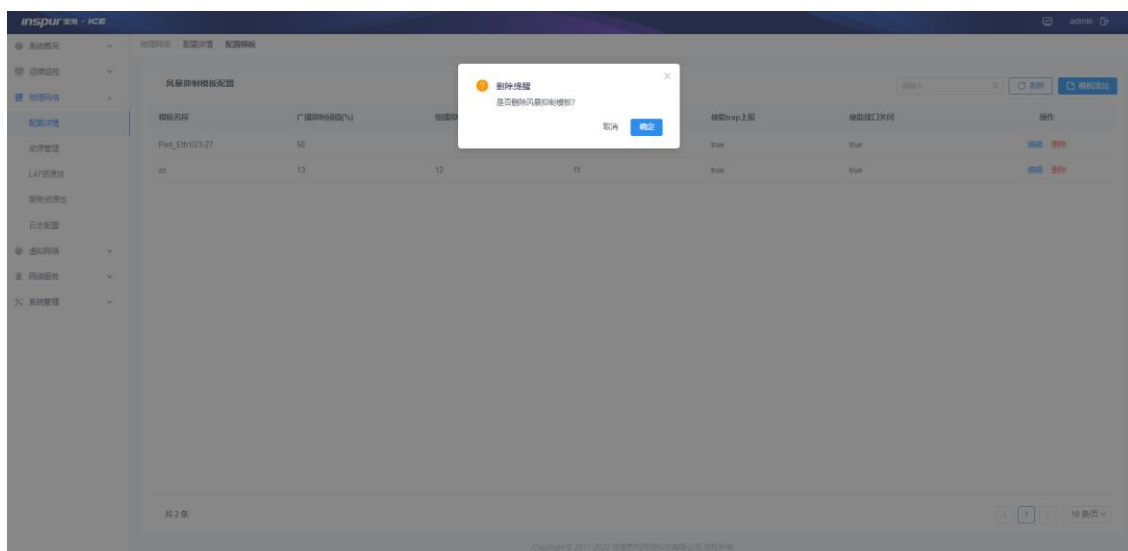 inspur 云海 - ICE
admin
系统概况
物理网络 / 配置详情 / 配置模板
运维监控
物理网络
配置详情
资源管理
L47资源池
服务资源池
日志配置
虚拟网络
网络服务
系统管理
风暴抑制模板配置
请输入
刷新
模板添加
删除提醒
是否删除风暴抑制模板?
取消 确定
模板名称 广播抑制阈值(%) 使能trap上报 使能接口关闭 操作
Port_Eth1/23-27 50 true true 编辑 删除
zz 13 12 11 true true 编辑 删除
共 2 条
1
10 条/页